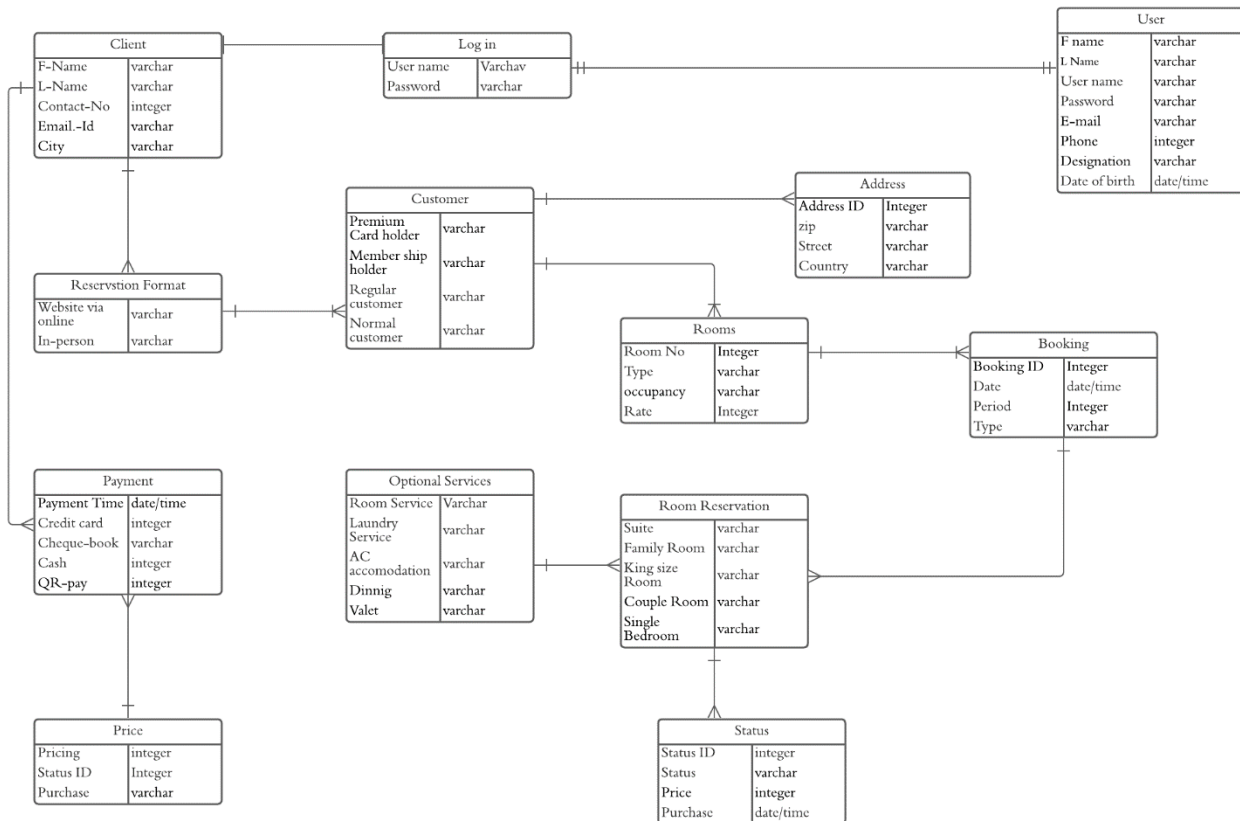 Client
F-Name varchar
L-Name varchar
Contact-No integer
Email.-Id varchar
City varchar
Log in
User name Varchav
Password varchar
User
F name varchar
L Name varchar
User name varchar
Password varchar
E-mail varchar
Phone integer
Designation varchar
Date of birth date/time
Customer
Premium
Card holder varchar
Member ship
holder varchar
Regular
customer varchar
Normal
customer varchar
Address
Address ID Integer
zip varchar
Street varchar
Country varchar
Reservstion Format
Website via
online varchar
In-person varchar
Rooms
Room No Integer
Type varchar
occupancy varchar
Rate Integer
Booking
Booking ID Integer
Date date/time
Period Integer
Type varchar
Payment
Payment Time date/time
Credit card integer
Cheque-book varchar
Cash integer
QR-pay integer
Optional Services
Room Service Varchar
Laundry
Service varchar
AC
accomodation varchar
Dinnig varchar
Valet varchar
Room Reservation
Suite varchar
Family Room varchar
King size
Room varchar
Couple Room varchar
Single
Bedroom varchar
Price
Pricing integer
Status ID Integer
Purchase varchar
Status
Status ID integer
Status varchar
Price integer
Purchase date/time